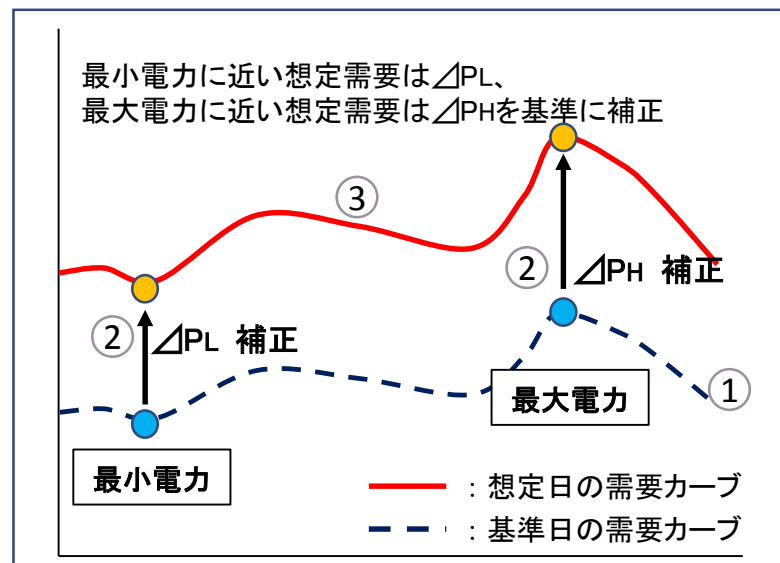 最小電力に近い想定需要は⊿PL、
最大電力に近い想定需要は⊿PHを基準に補正
③
②
⊿PH 補正
②
⊿PL 補正
①
最大電力
最小電力
：想定日の需要カーブ
：基準日の需要カーブ